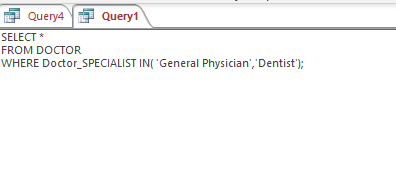 Query4
Query1
SELECT *
FROM DOCTOR
WHERE Doctor_SPECIALIST IN( 'General Physician','Dentist');